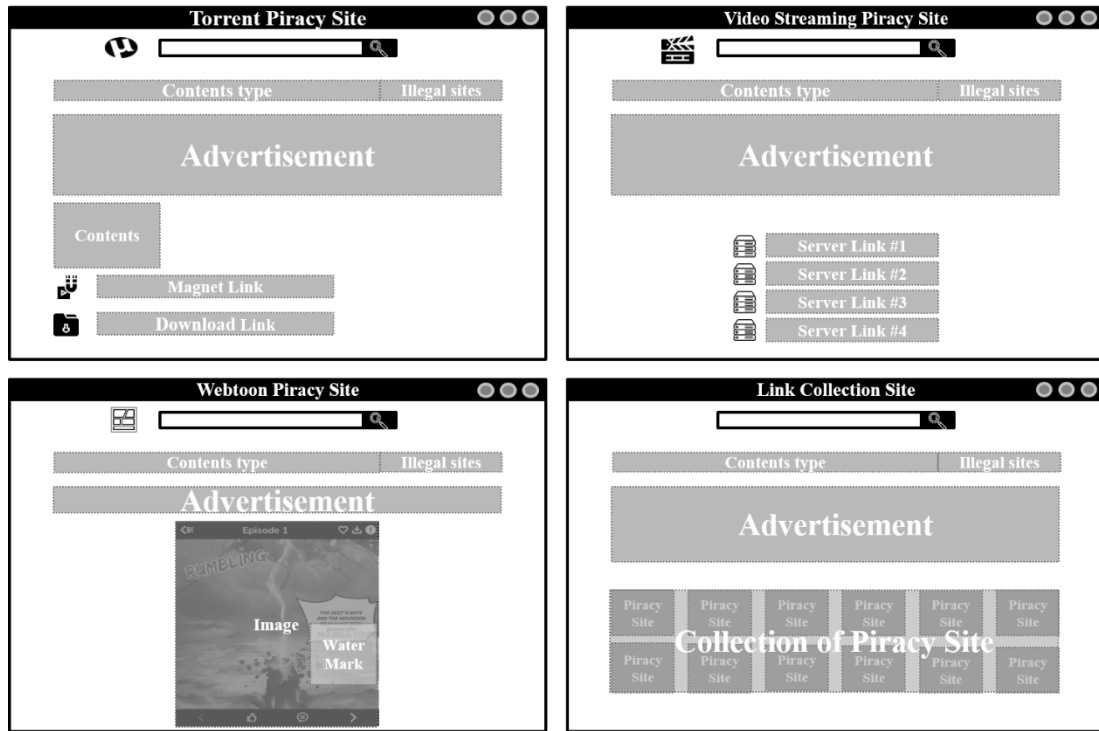 Torrent Piracy Site
Contents type
Illegal sites
Advertisement
Contents
Magnet Link
Download Link
Video Streaming Piracy Site
Contents type
Illegal sites
Advertisement
Server Link #1
Server Link #2
Server Link #3
Server Link #4
Webtoon Piracy Site
Contents type
Illegal sites
Advertisement
Episode 1
RUMBLING
Image
Water
Mark
Link Collection Site
Contents type
Illegal sites
Advertisement
Piracy Site
Piracy Site
Piracy Site
Piracy Site
Piracy Site
Piracy Site
Collection of Piracy Site
Piracy Site
Piracy Site
Piracy Site
Piracy Site
Piracy Site
Piracy Site